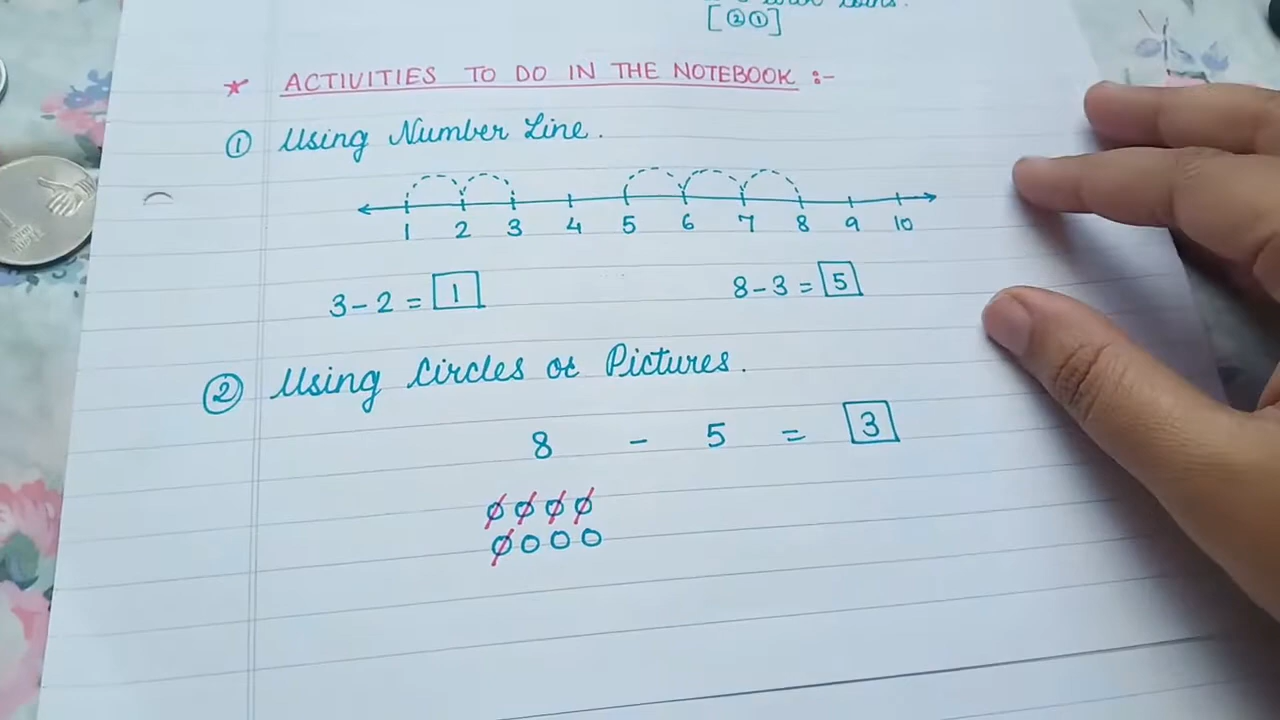 [②①]
* ACTIVITIES TO DO IN THE NOTEBOOK :-
① Using Number Line.
1 2 3 4 5 6 7 8 9 10
3 - 2 = 1 8 - 3 = 5
② Using Circles or Pictures.
8 - 5 = 3